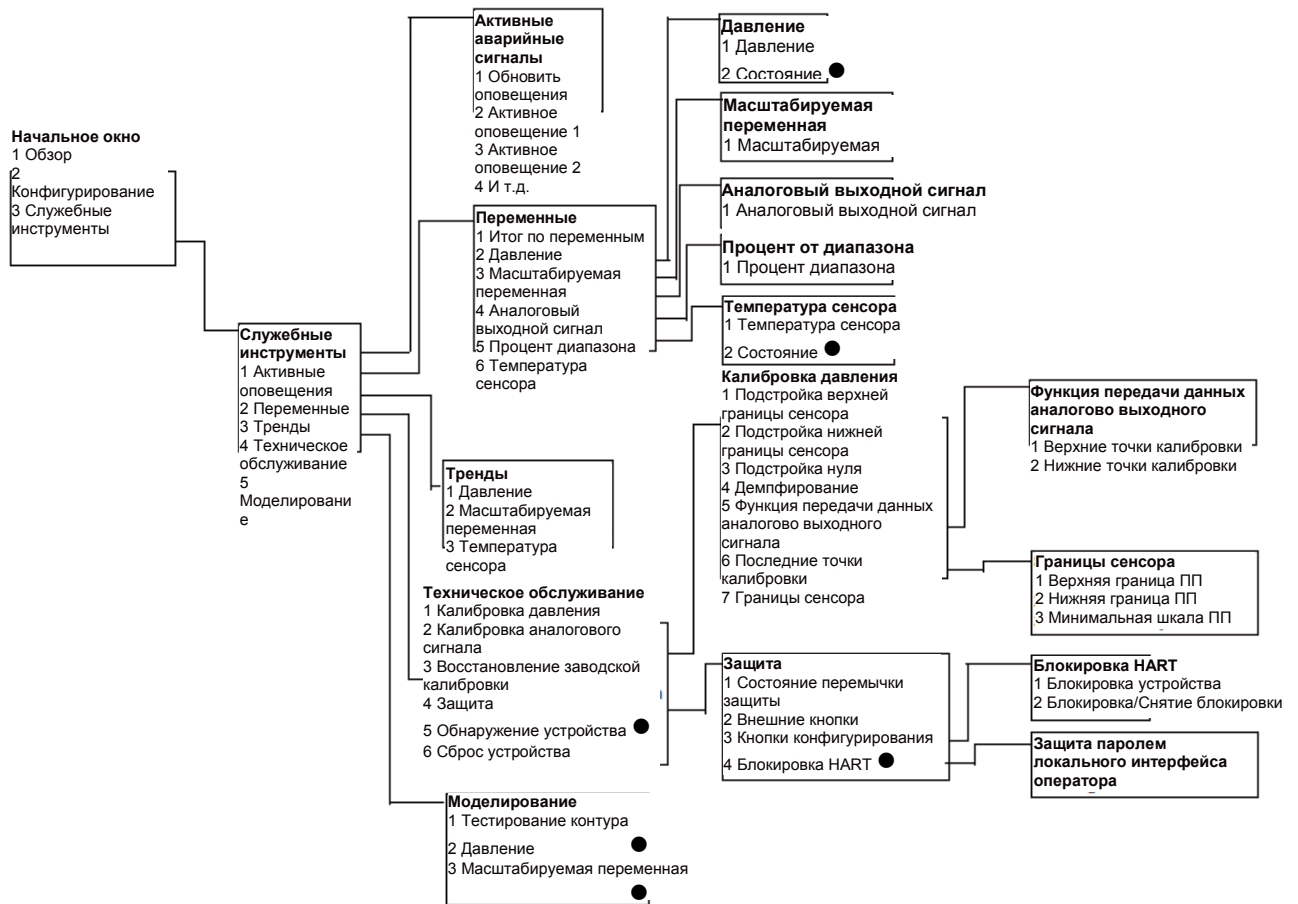 Начальное окно
1 Обзор
2
Конфигурирование
3 Служебные
инструменты
Служебные
инструменты
1 Активные
оповещения
2 Переменные
3 Тренды
4 Техническое
обслуживание
5
Моделировани
е
Активные
аварийные
сигналы
1 Обновить
оповещения
2 Активное
оповещение 1
3 Активное
оповещение 2
4 И т.д.
Переменные
1 Итог по переменным
2 Давление
3 Масштабируемая
переменная
4 Аналоговый
выходной сигнал
5 Процент диапазона
6 Температура
сенсора
Тренды
1 Давление
2 Масштабируемая
переменная
3 Температура
сенсора
Техническое обслуживание
1 Калибровка давления
2 Калибровка аналогового
сигнала
3 Восстановление заводской
калибровки
4 Защита
5 Обнаружение устройства ●
6 Сброс устройства
Моделирование
1 Тестирование контура
2 Давление ●
3 Масштабируемая переменная
●
Давление
1 Давление
2 Состояние ●
Масштабируемая
переменная
1 Масштабируемая
Аналоговый выходной сигнал
1 Аналоговый выходной сигнал
Процент от диапазона
1 Процент диапазона
Температура сенсора
1 Температура сенсора
2 Состояние ●
Калибровка давления
1 Подстройка верхней
границы сенсора
2 Подстройка нижней
границы сенсора
3 Подстройка нуля
4 Демпфирование
5 Функция передачи данных
аналогово выходного
сигнала
6 Последние точки
калибровки
7 Границы сенсора
Защита
1 Состояние перемычки
защиты
2 Внешние кнопки
3 Кнопки конфигурирования
4 Блокировка HART ●
Функция передачи данных
аналогово выходного
сигнала
1 Верхние точки калибровки
2 Нижние точки калибровки
Границы сенсора
1 Верхняя граница ПП
2 Нижняя граница ПП
3 Минимальная шкала ПП
Блокировка HART
1 Блокировка устройства
2 Блокировка/Снятие блокировки
Защита паролем
локального интерфейса
оператора